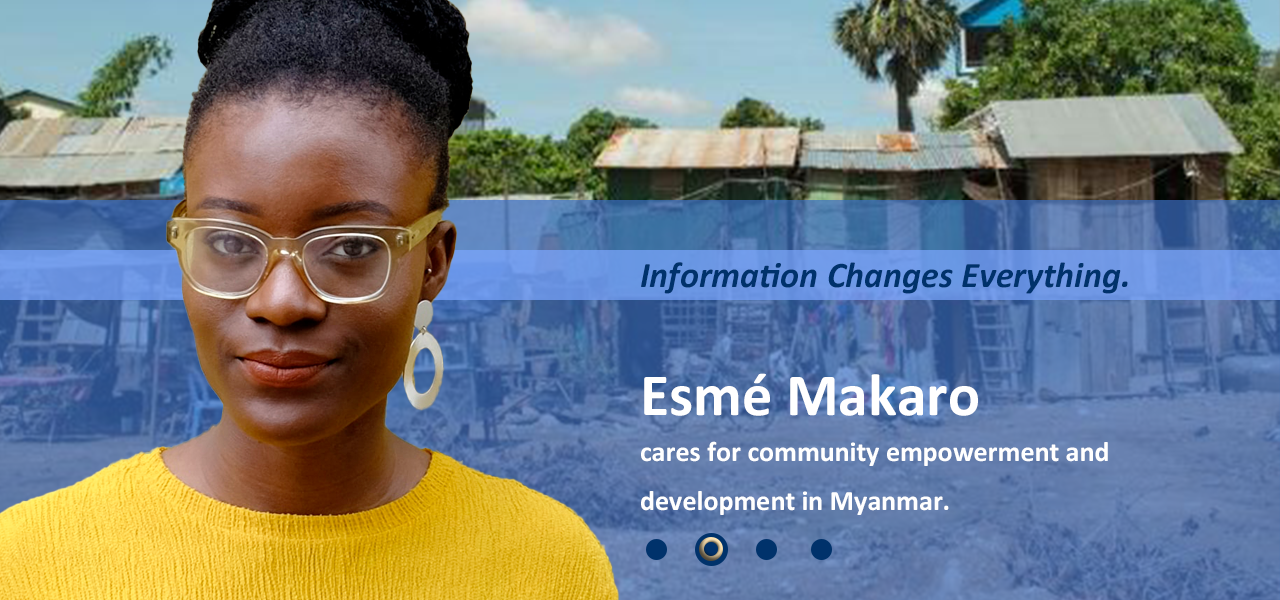 Information Changes Everything.
Esmé Makaro
cares for community empowerment and
development in Myanmar.